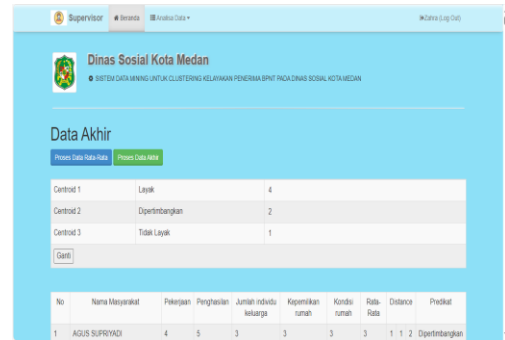 Supervisor Beranda Analisa Data Zahra (Log Out)
Dinas Sosial Kota Medan
SISTEM DATA MINING UNTUK CLUSTERING KELAYAKAN PENERIMA BPNT PADA DINAS SOSIAL KOTA MEDAN
Data Akhir
Proses Data Rata-Rata Proses Data Akhir
Centroid 1 Layak 4
Centroid 2 Dipertimbangkan 2
Centroid 3 Tidak Layak 1
Ganti
No Nama Masyarakat Pekerjaan Penghasilan Jumlah individu keluarga Kepemilikan rumah Kondisi rumah Rata-Rata Distance Predikat
1 AGUS SUPRIYADI 4 5 3 3 3 3 1 1 2 Dipertimbangkan